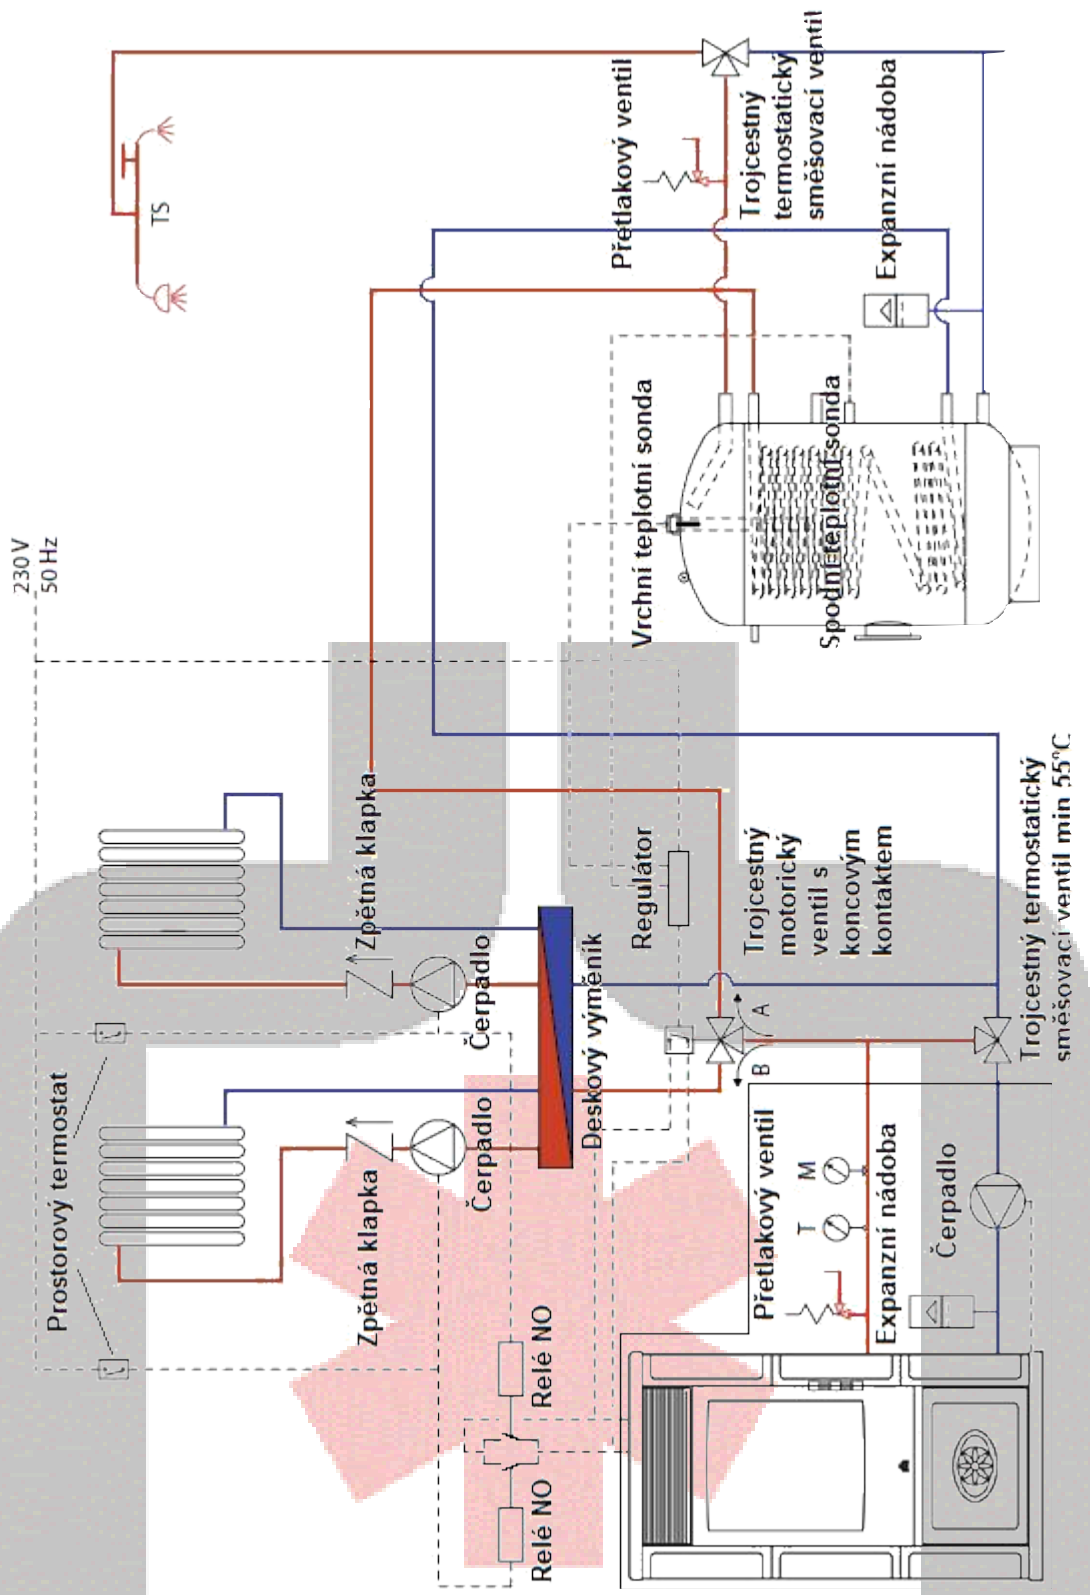 230 V
50 Hz
TS
Přetlakový ventil
Trojcestný
termostatický
směšovací ventil
Expanzní nádoba
Vrchní teplotní sonda
Spodní teplotní sonda
Prostorový termostat
Zpětná klapka
Čerpadlo
Zpětná klapka
Čerpadlo
Deskový výměník
Regulátor
Trojcestný
motorický
ventil s
koncovým
kontaktem
A
B
Trojcestný termostatický
směšovací ventil min 55°C
Přetlakový ventil
T
M
Expanzní nádoba
Čerpadlo
Relé NO
Relé NO